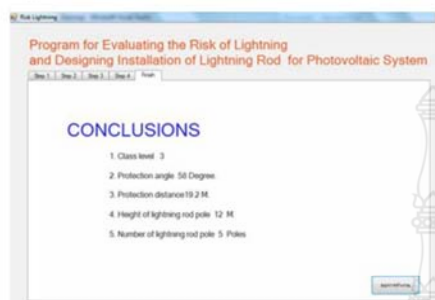 Risk Lightning
Program for Evaluating the Risk of Lightning
and Designing Installation of Lightning Rod for Photovoltaic System
Step 1 Step 2 Step 3 Step 4 Finish
CONCLUSIONS
1. Class level 3
2. Protection angle 58 Degree.
3. Protection distance19.2 M.
4. Height of lightning rod pole 12 M.
5. Number of lightning rod pole 5 Poles